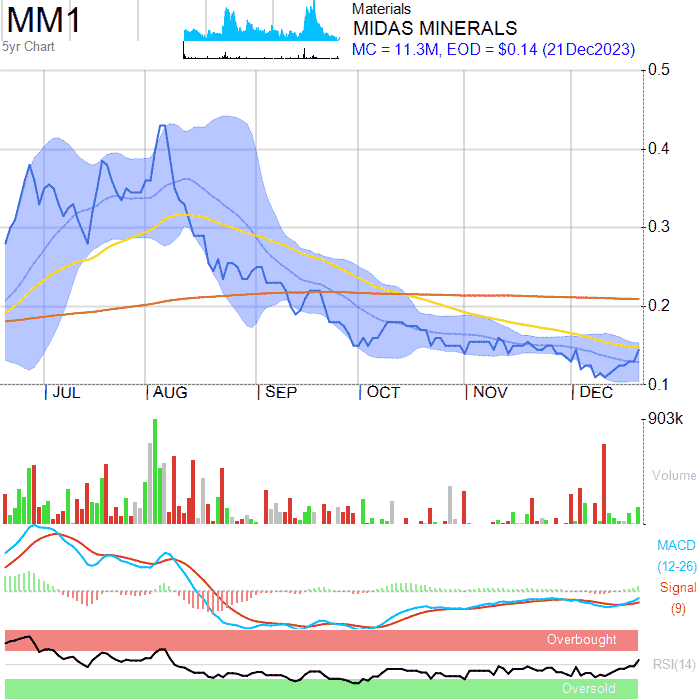 MM1
5yr Chart
Materials
MIDAS MINERALS
MC = 11.3M, EOD = $0.14 (21Dec2023)
0.5
0.4
0.3
0.2
0.1
JUL AUG SEP OCT NOV DEC
903k
Volume
MACD
(12-26)
Signal
(9)
Overbought
RSI(14)
Oversold